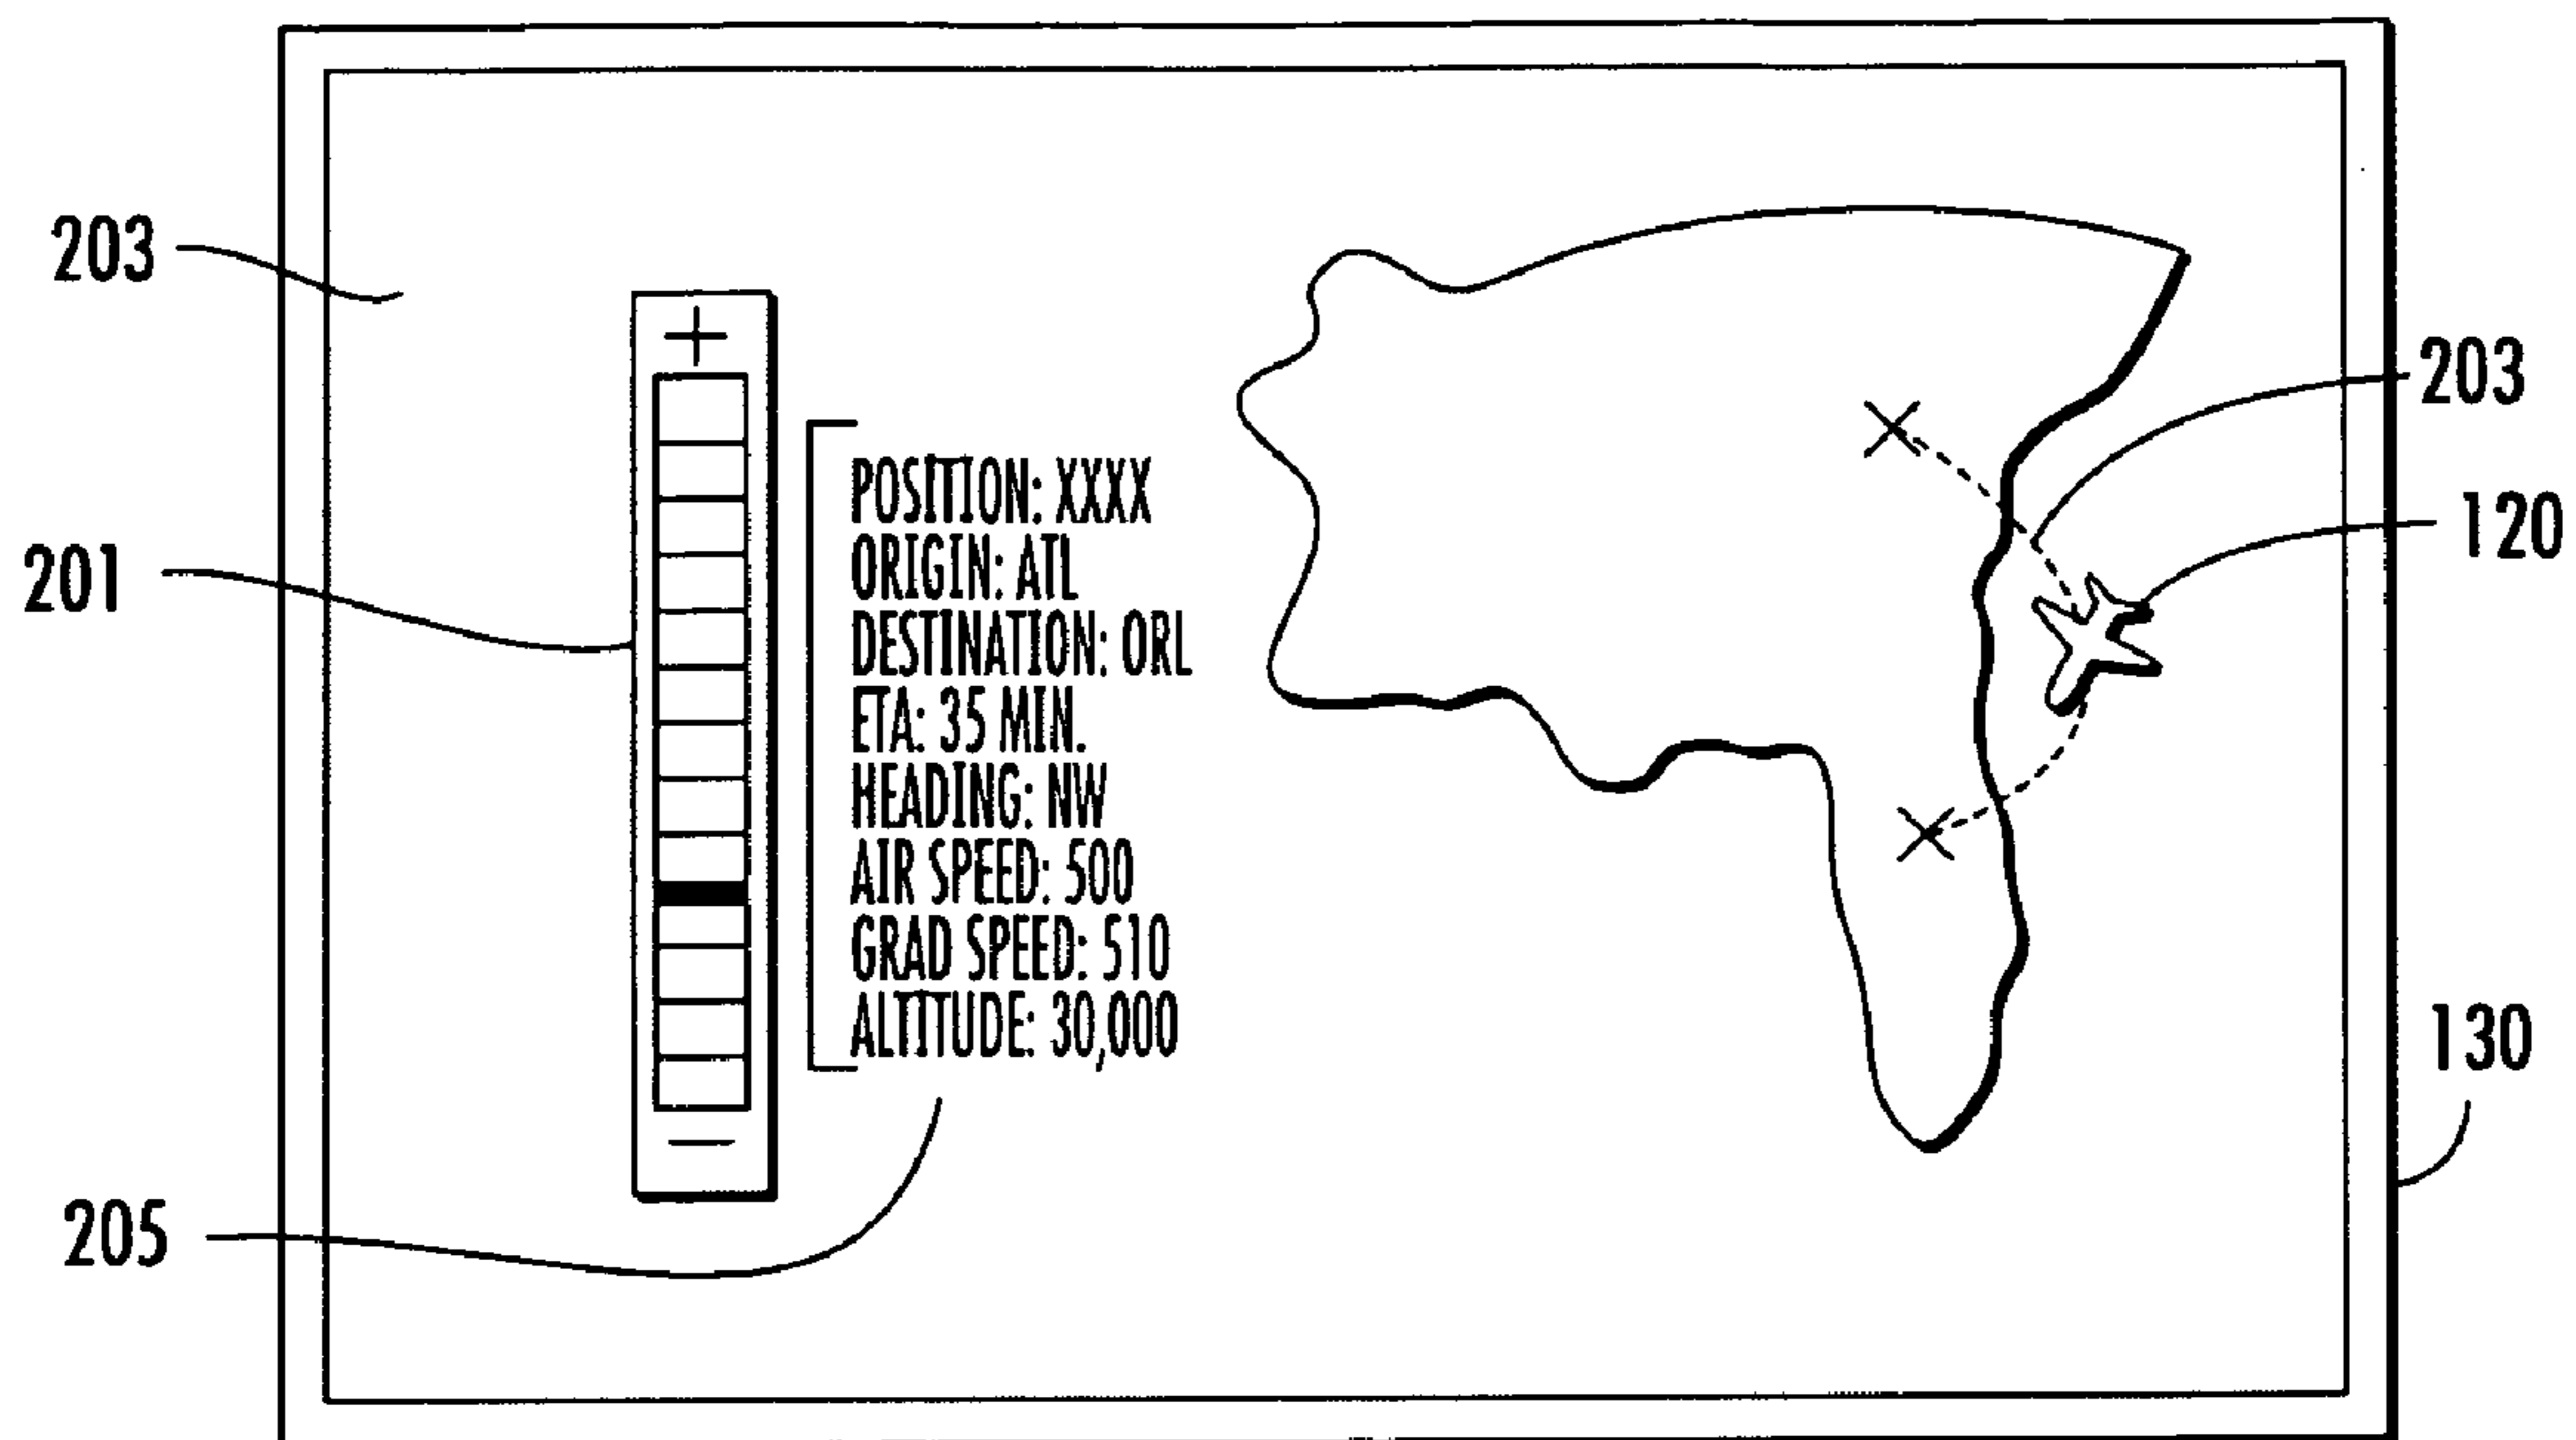 203
201
205
+
—
POSITION: XXXX
ORIGIN: ATL
DESTINATION: ORL
ETA: 35 MIN.
HEADING: NW
AIR SPEED: 500
GRAD SPEED: 510
ALTITUDE: 30,000
203
120
130